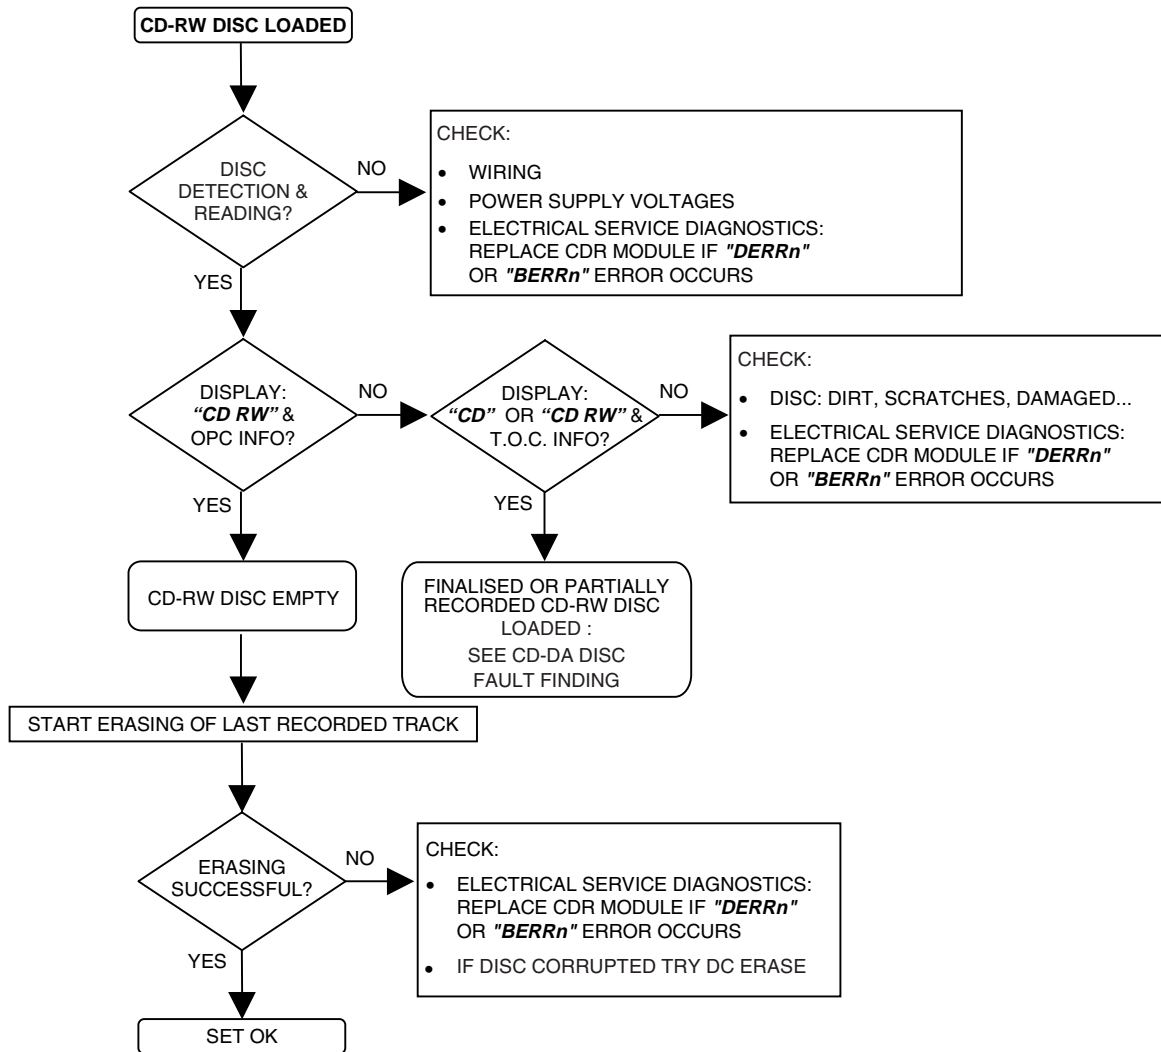 CD-RW DISC LOADED
DISC
DETECTION &
READING?
NO
YES
CHECK:
• WIRING
• POWER SUPPLY VOLTAGES
• ELECTRICAL SERVICE DIAGNOSTICS:
REPLACE CDR MODULE IF "DERRn"
OR "BERRn" ERROR OCCURS
DISPLAY:
“CD RW” &
OPC INFO?
NO
YES
DISPLAY:
“CD” OR “CD RW” &
T.O.C. INFO?
NO
YES
CHECK:
• DISC: DIRT, SCRATCHES, DAMAGED...
• ELECTRICAL SERVICE DIAGNOSTICS:
REPLACE CDR MODULE IF "DERRn"
OR "BERRn" ERROR OCCURS
CD-RW DISC EMPTY
FINALISED OR PARTIALLY
RECORDED CD-RW DISC
LOADED :
SEE CD-DA DISC
FAULT FINDING
START ERASING OF LAST RECORDED TRACK
ERASING
SUCCESSFUL?
NO
YES
CHECK:
• ELECTRICAL SERVICE DIAGNOSTICS:
REPLACE CDR MODULE IF "DERRn"
OR "BERRn" ERROR OCCURS
• IF DISC CORRUPTED TRY DC ERASE
SET OK